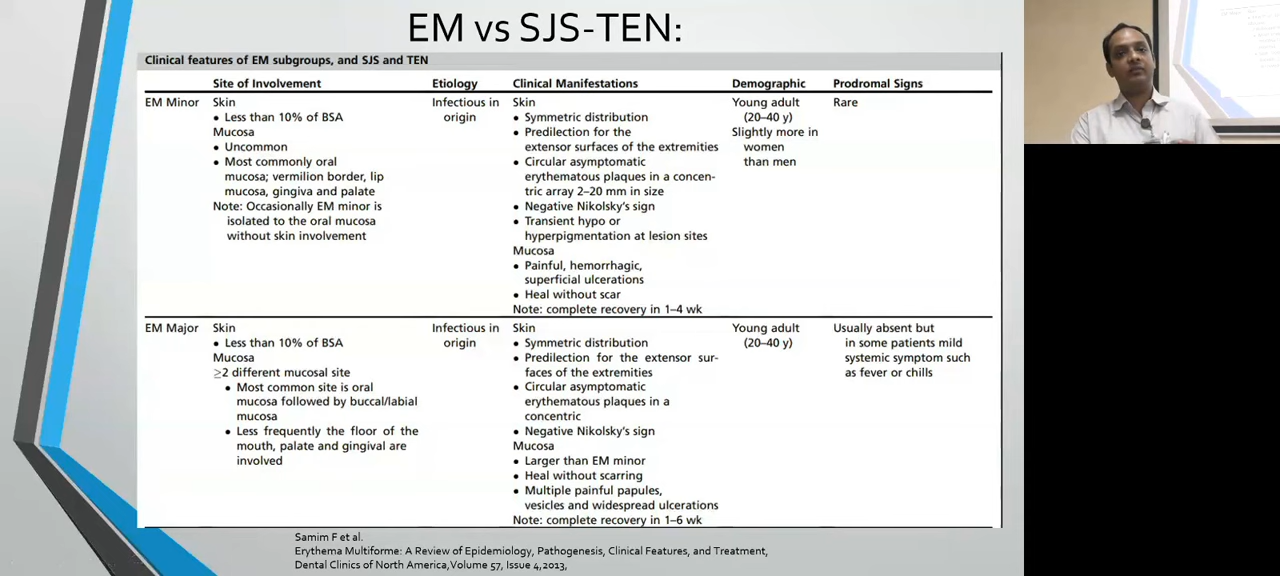 EM vs SJS-TEN:
Clinical features of EM subgroups, and SJS and TEN
Site of Involvement Etiology Clinical Manifestations Demographic Prodromal Signs
EM Minor
Skin
• Less than 10% of BSA
Mucosa
• Uncommon
• Most commonly oral
mucosa; vermilion border, lip
mucosa, gingiva and palate
Note: Occasionally EM minor is
isolated to the oral mucosa
without skin involvement
Infectious in
origin
Skin
• Symmetric distribution
• Predilection for the
extensor surfaces of the extremities
• Circular asymptomatic
erythematous plaques in a concen-
tric array 2–20 mm in size
• Negative Nikolsky's sign
• Transient hypo or
hyperpigmentation at lesion sites
Mucosa
• Painful, hemorrhagic,
superficial ulcerations
• Heal without scar
Note: complete recovery in 1–4 wk
Young adult
(20–40 y)
Slightly more in
women
than men
Rare
EM Major
Skin
• Less than 10% of BSA
Mucosa
≥2 different mucosal site
• Most common site is oral
mucosa followed by buccal/labial
mucosa
• Less frequently the floor of the
mouth, palate and gingival are
involved
Infectious in
origin
Skin
• Symmetric distribution
• Predilection for the extensor sur-
faces of the extremities
• Circular asymptomatic
erythematous plaques in a
concentric
• Negative Nikolsky's sign
Mucosa
• Larger than EM minor
• Heal without scarring
• Multiple painful papules,
vesicles and widespread ulcerations
Note: complete recovery in 1–6 wk
Young adult
(20–40 y)
Usually absent but
in some patients mild
systemic symptom such
as fever or chills
Samim F et al.
Erythema Multiforme: A Review of Epidemiology, Pathogenesis, Clinical Features, and Treatment,
Dental Clinics of North America,Volume 57, Issue 4,2013,